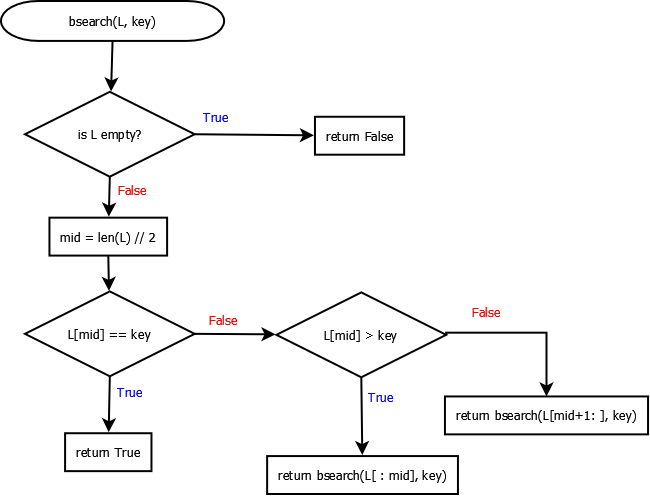 bsearch(L, key)
True
is L empty?
return False
False
mid = len(L) // 2
False
False
L[mid] == key
L[mid] > key
True
True
return bsearch(L[mid+1: ], key)
return True
return bsearch(L[ : mid], key)